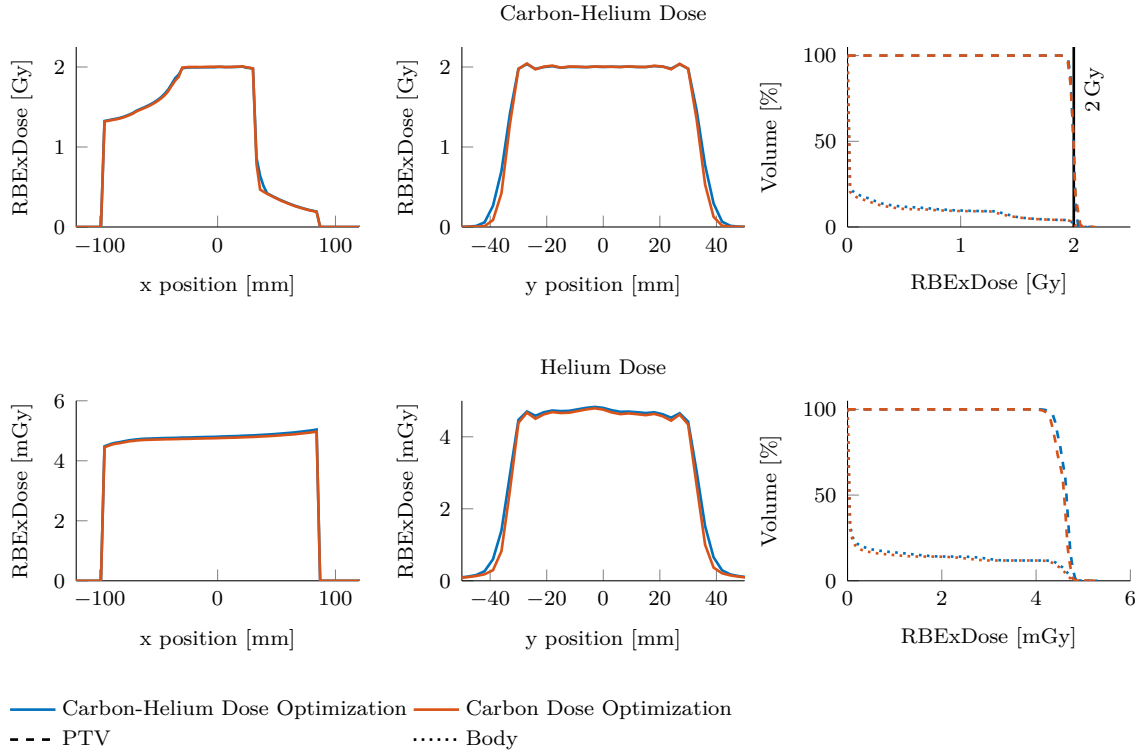 Carbon-Helium Dose
RBExDose [Gy]
2
1
0
−100 0 100
x position [mm]
RBExDose [Gy]
2
1
0
−40 −20 0 20 40
y position [mm]
Volume [%]
100
50
0
2 Gy
0 1 2
RBExDose [Gy]
Helium Dose
RBExDose [mGy]
6
4
2
0
−100 0 100
x position [mm]
RBExDose [mGy]
4
2
0
−40 −20 0 20 40
y position [mm]
Volume [%]
100
50
0
0 2 4 6
RBExDose [mGy]
Carbon-Helium Dose Optimization Carbon Dose Optimization
PTV Body